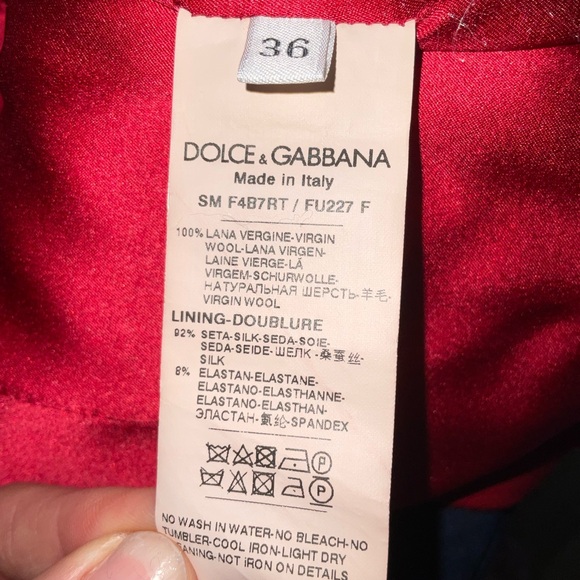 36
DOLCE & GABBANA
Made in Italy
SM F4B7RT / FU227 F
100% LANA VERGINE-VIRGIN
WOOL-LANA VIRGEN-
LAINE VIERGE-LÃ
VIRGEM-SCHURWOLLE-
НАТУРАЛЬНАЯ ШЕРСТЬ-羊毛-
VIRGIN WOOL
LINING-DOUBLURE
92% SETA-SILK-SEDA-SOIE-
SEDA-SEIDE-ШЕЛК-桑蚕丝-
SILK
8% ELASTAN-ELASTANE-
ELASTANO-ELASTHANNE-
ELASTANO-ELASTHAN-
ЭЛАСТАН-氨纶-SPANDEX
P
P
NO WASH IN WATER-NO BLEACH-NO
TUMBLER-COOL IRON-LIGHT DRY
EANING-NOT IRON ON DETAILS